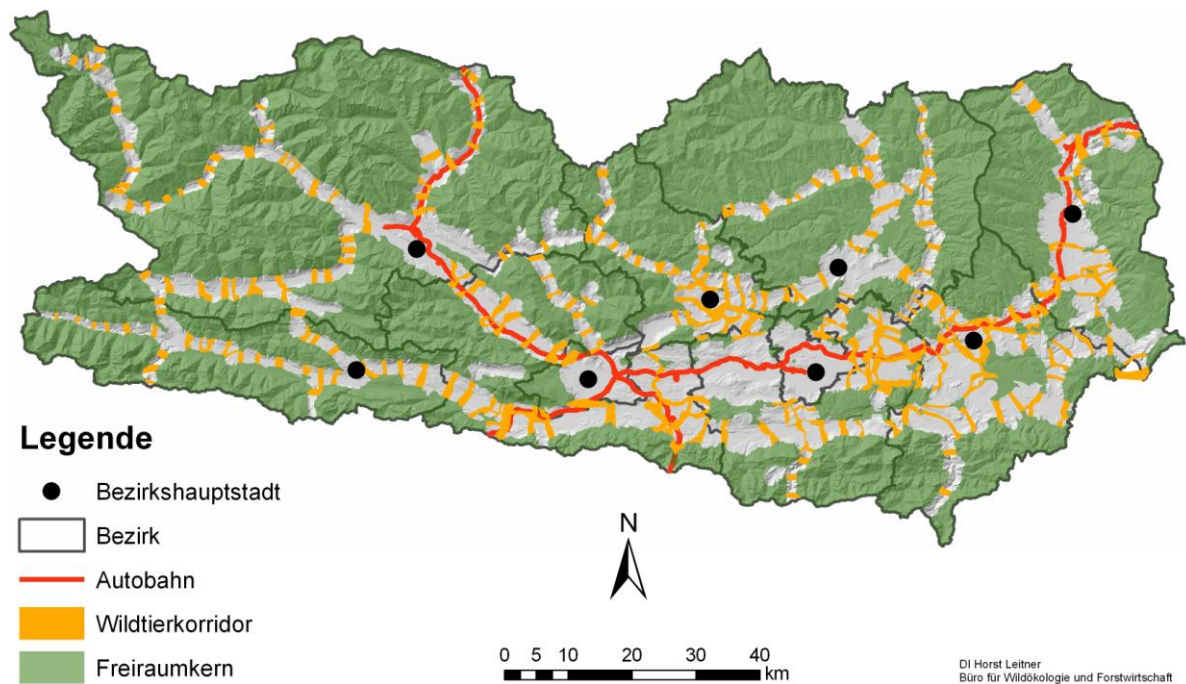 Legende
Bezirkshauptstadt
Bezirk
Autobahn
Wildtierkorridor
Freiraumkern
N
0 5 10 20 30 40
km
DI Horst Leitner
Büro für Wildökologie und Forstwirtschaft